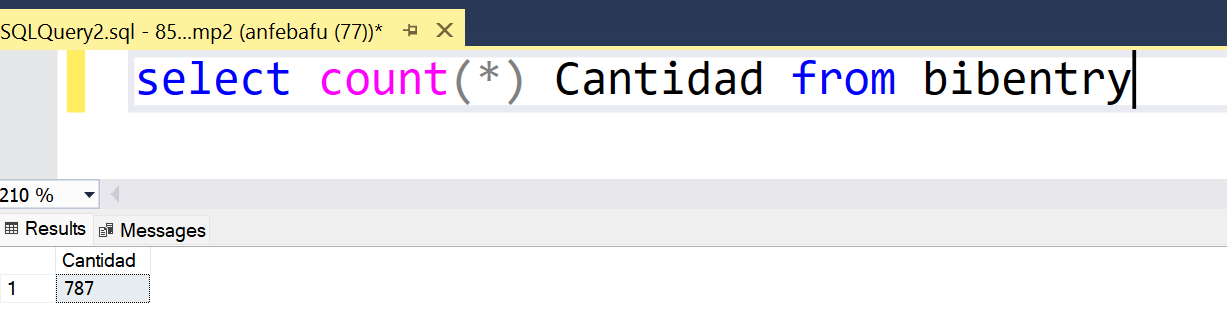 SQLQuery2.sql - 85...mp2 (anfebafu (77))*
select count(*) Cantidad from bibentry
210 %
Results Messages
Cantidad
1 787